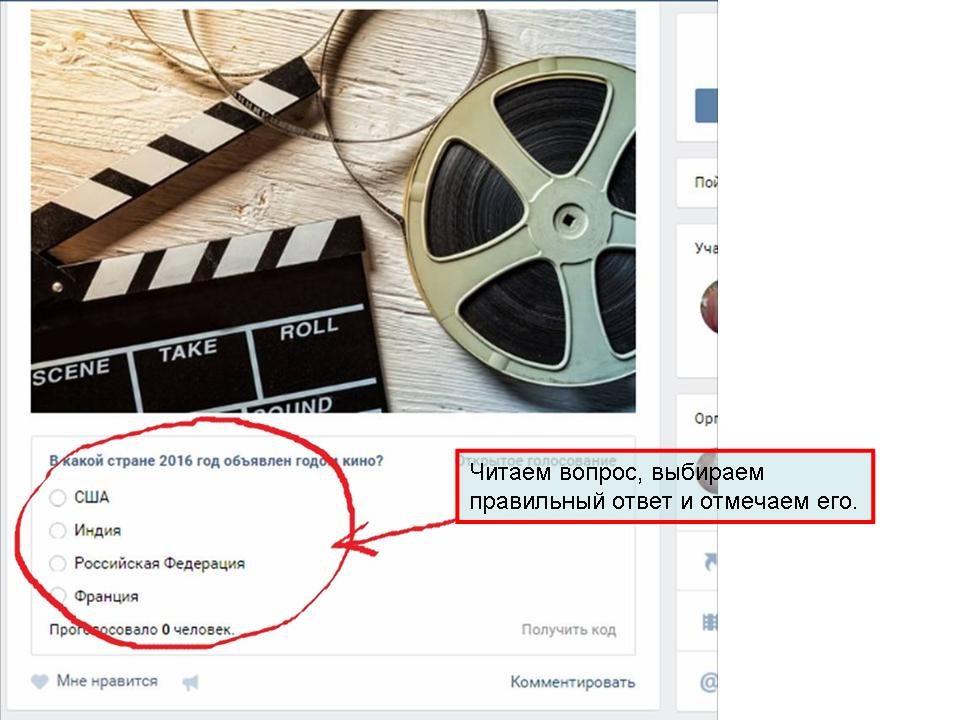 SCENE
TAKE
ROLL
SOUND
Пой
Уча
Орг
В какой стране 2016 год объявлен годом кино?
Открытое голосование
США
Индия
Российская Федерация
Франция
Проголосовало 0 человек.
Получить код
Читаем вопрос, выбираем
правильный ответ и отмечаем его.
Мне нравится
Комментировать